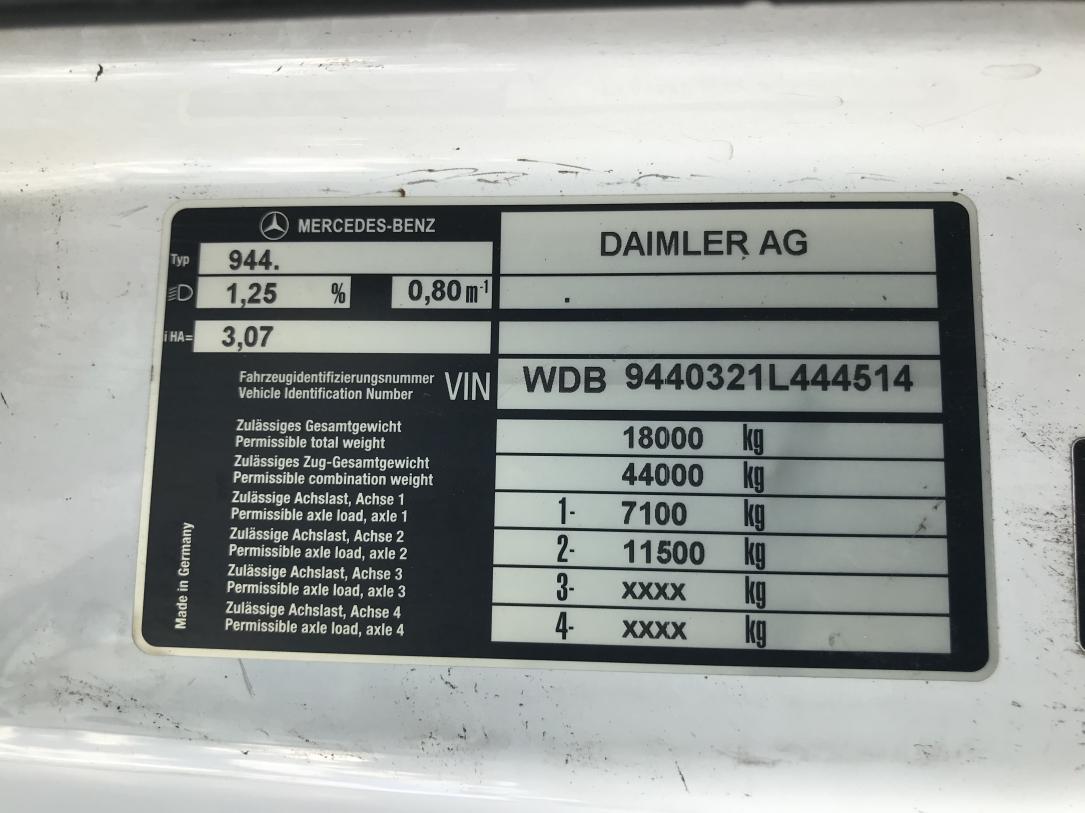 MERCEDES-BENZ
DAIMLER AG
Typ 944.
1,25 % 0,80 m-1
iHA= 3,07
Fahrzeugidentifizierungsnummer
Vehicle Identification Number
VIN WDB 9440321L444514
Zulässiges Gesamtgewicht
Permissible total weight
18000 kg
Zulässiges Zug-Gesamtgewicht
Permissible combination weight
44000 kg
Zulässige Achslast, Achse 1
Permissible axle load, axle 1
1- 7100 kg
Zulässige Achslast, Achse 2
Permissible axle load, axle 2
2- 11500 kg
Zulässige Achslast, Achse 3
Permissible axle load, axle 3
3- xxxx kg
Zulässige Achslast, Achse 4
Permissible axle load, axle 4
4- xxxx kg
Made in Germany